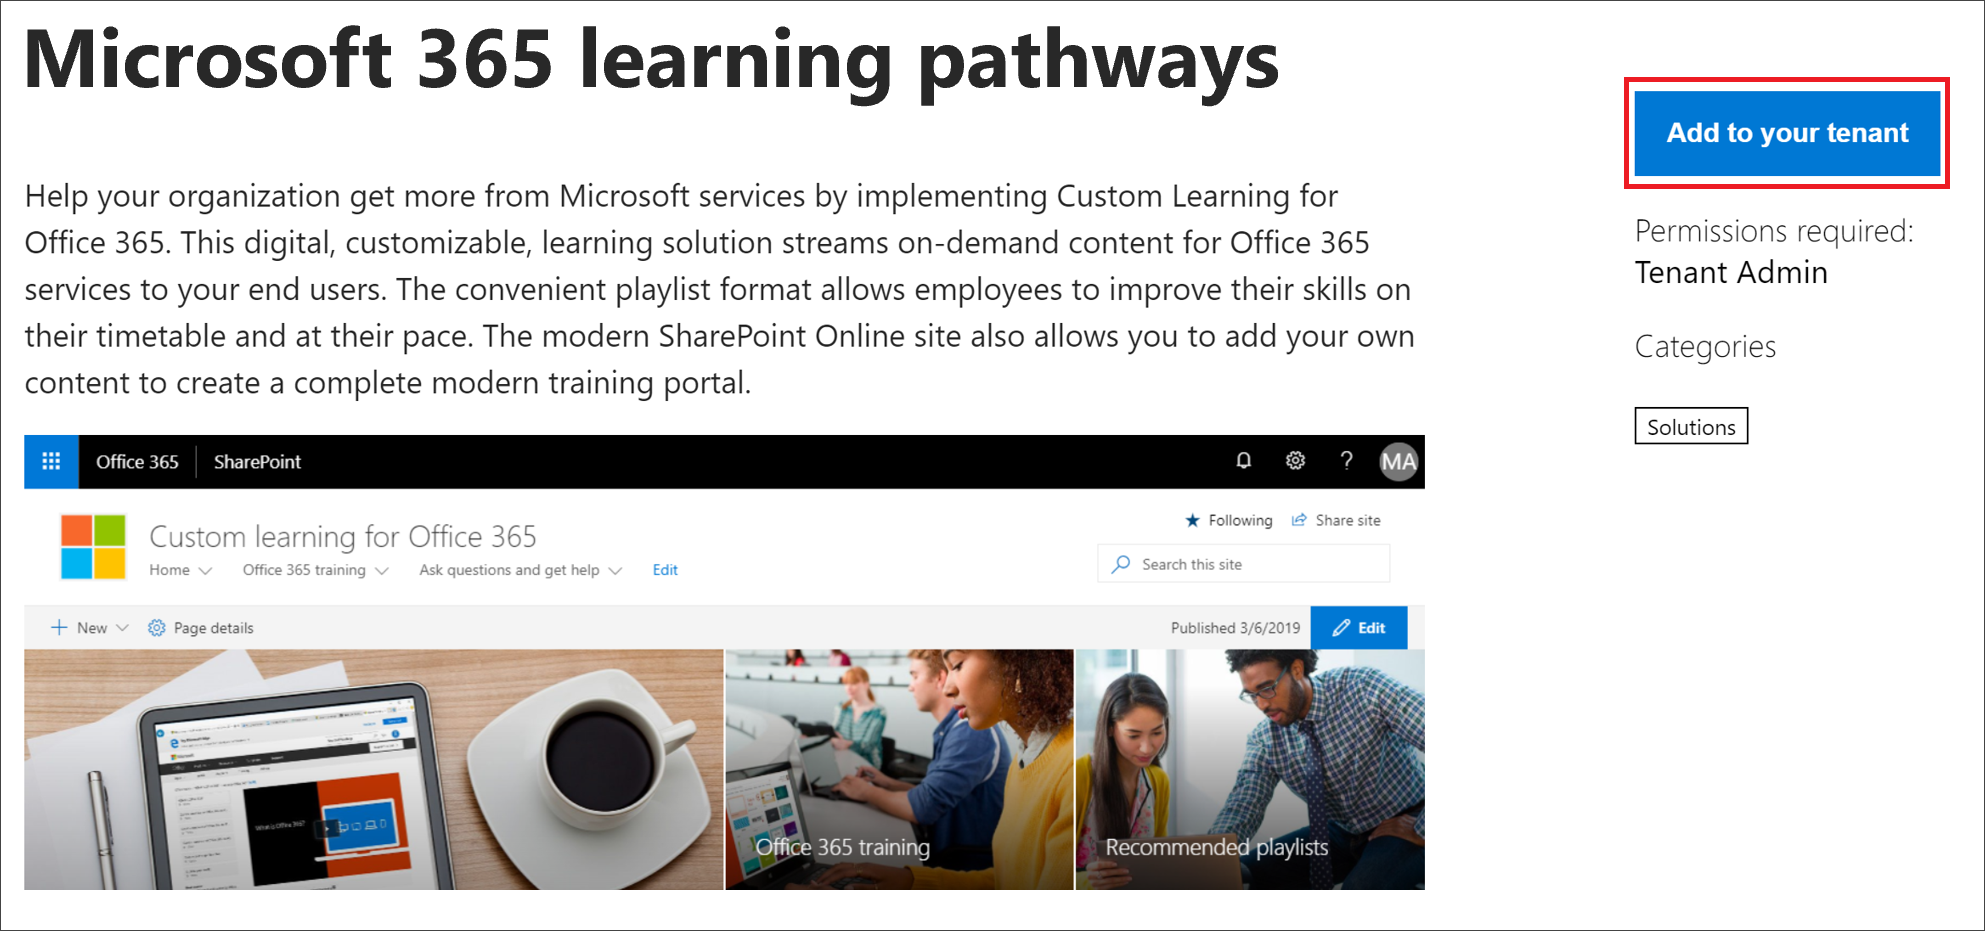 Microsoft 365 learning pathways
Add to your tenant
Help your organization get more from Microsoft services by implementing Custom Learning for
Office 365. This digital, customizable, learning solution streams on-demand content for Office 365
services to your end users. The convenient playlist format allows employees to improve their skills on
their timetable and at their pace. The modern SharePoint Online site also allows you to add your own
content to create a complete modern training portal.
Permissions required:
Tenant Admin
Categories
Solutions
Office 365 SharePoint
? MA
Custom learning for Office 365
Following Share site
Home Office 365 training Ask questions and get help Edit
Search this site
New Page details
Published 3/6/2019 Edit
What is Office 365?
Office 365 training
Recommended playlists